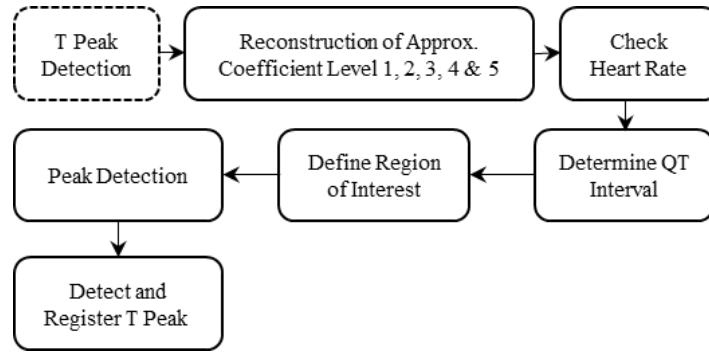 T Peak
Detection
Reconstruction of Approx.
Coefficient Level 1, 2, 3, 4 & 5
Check
Heart Rate
Determine QT
Interval
Define Region
of Interest
Peak Detection
Detect and
Register T Peak